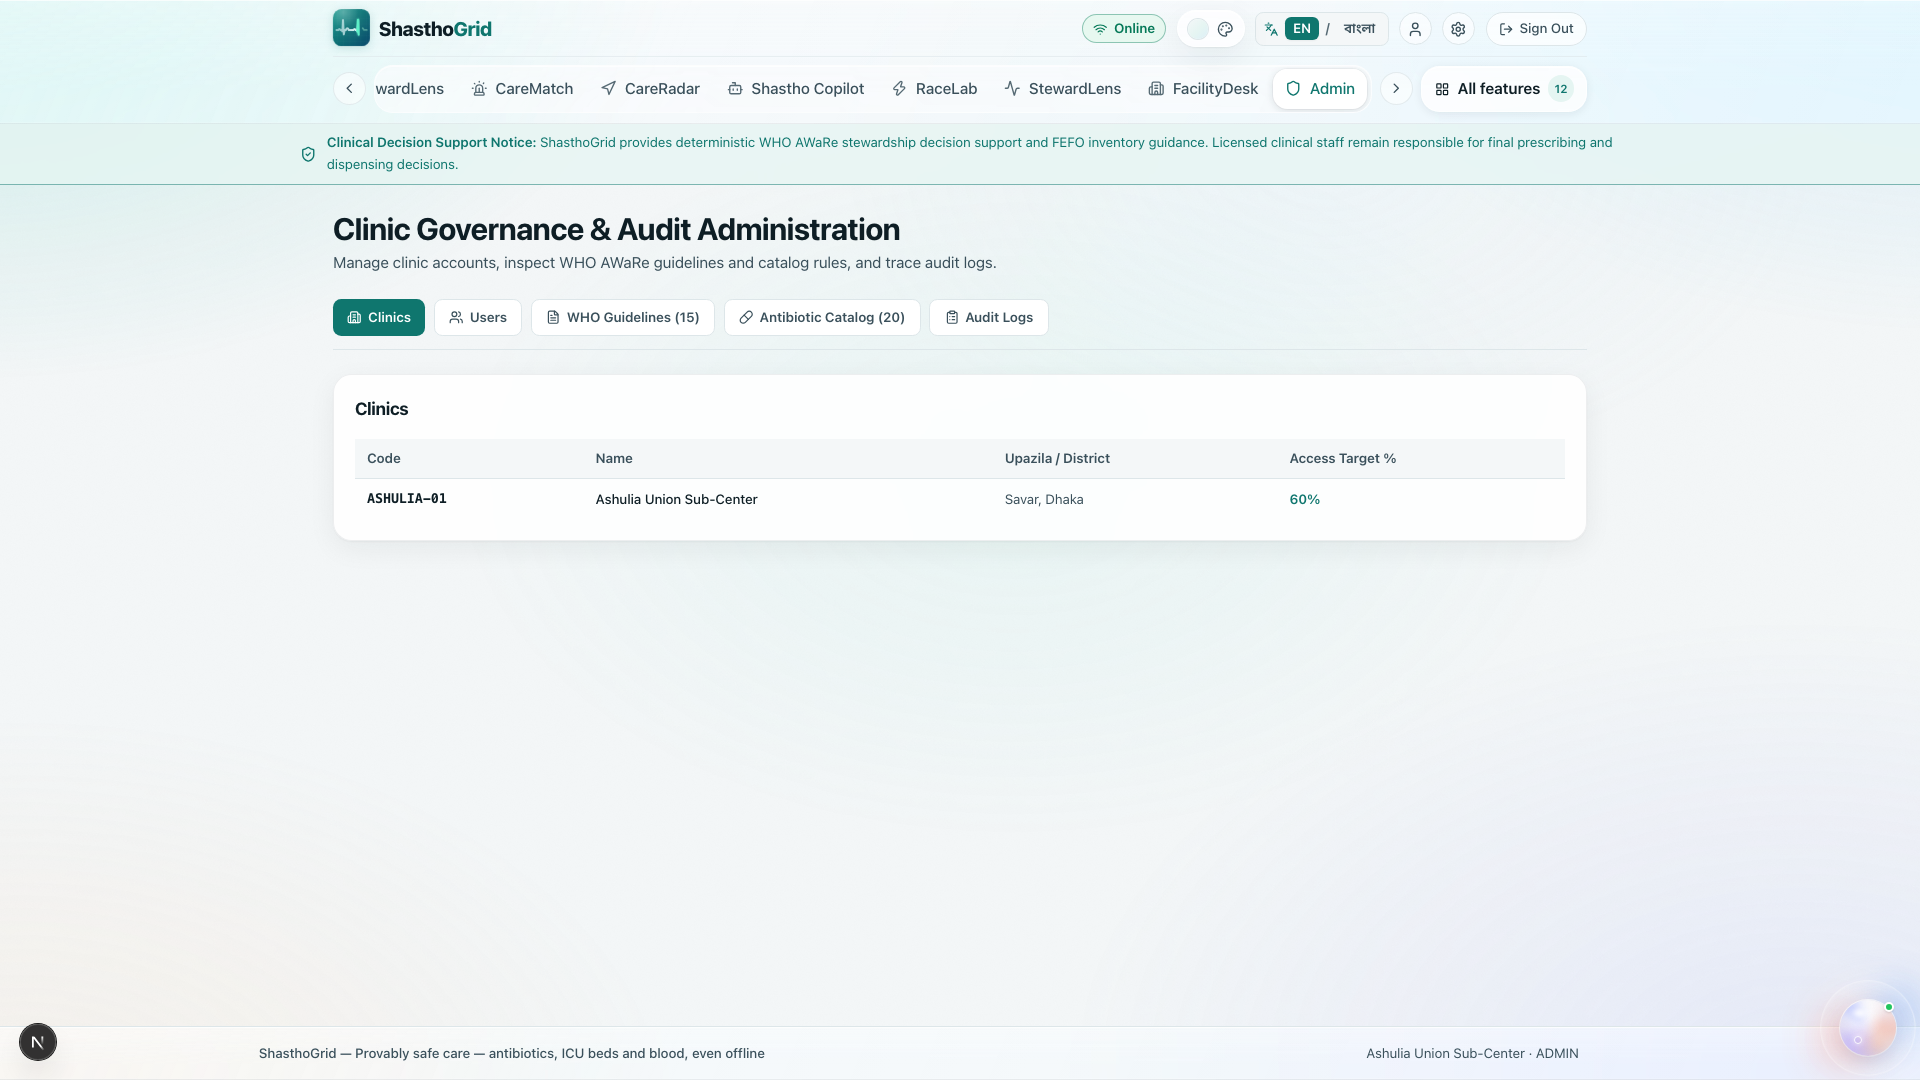 ShasthoGrid
Online
EN / বাংলা
Sign Out
wardLens
CareMatch
CareRadar
Shastho Copilot
RaceLab
StewardLens
FacilityDesk
Admin
All features 12
Clinical Decision Support Notice: ShasthoGrid provides deterministic WHO AWaRe stewardship decision support and FEFO inventory guidance. Licensed clinical staff remain responsible for final prescribing and
dispensing decisions.
Clinic Governance & Audit Administration
Manage clinic accounts, inspect WHO AWaRe guidelines and catalog rules, and trace audit logs.
Clinics
Users
WHO Guidelines (15)
Antibiotic Catalog (20)
Audit Logs
Clinics
Code Name Upazila / District Access Target %
ASHULIA-01 Ashulia Union Sub-Center Savar, Dhaka 60%
N
ShasthoGrid — Provably safe care — antibiotics, ICU beds and blood, even offline
Ashulia Union Sub-Center · ADMIN